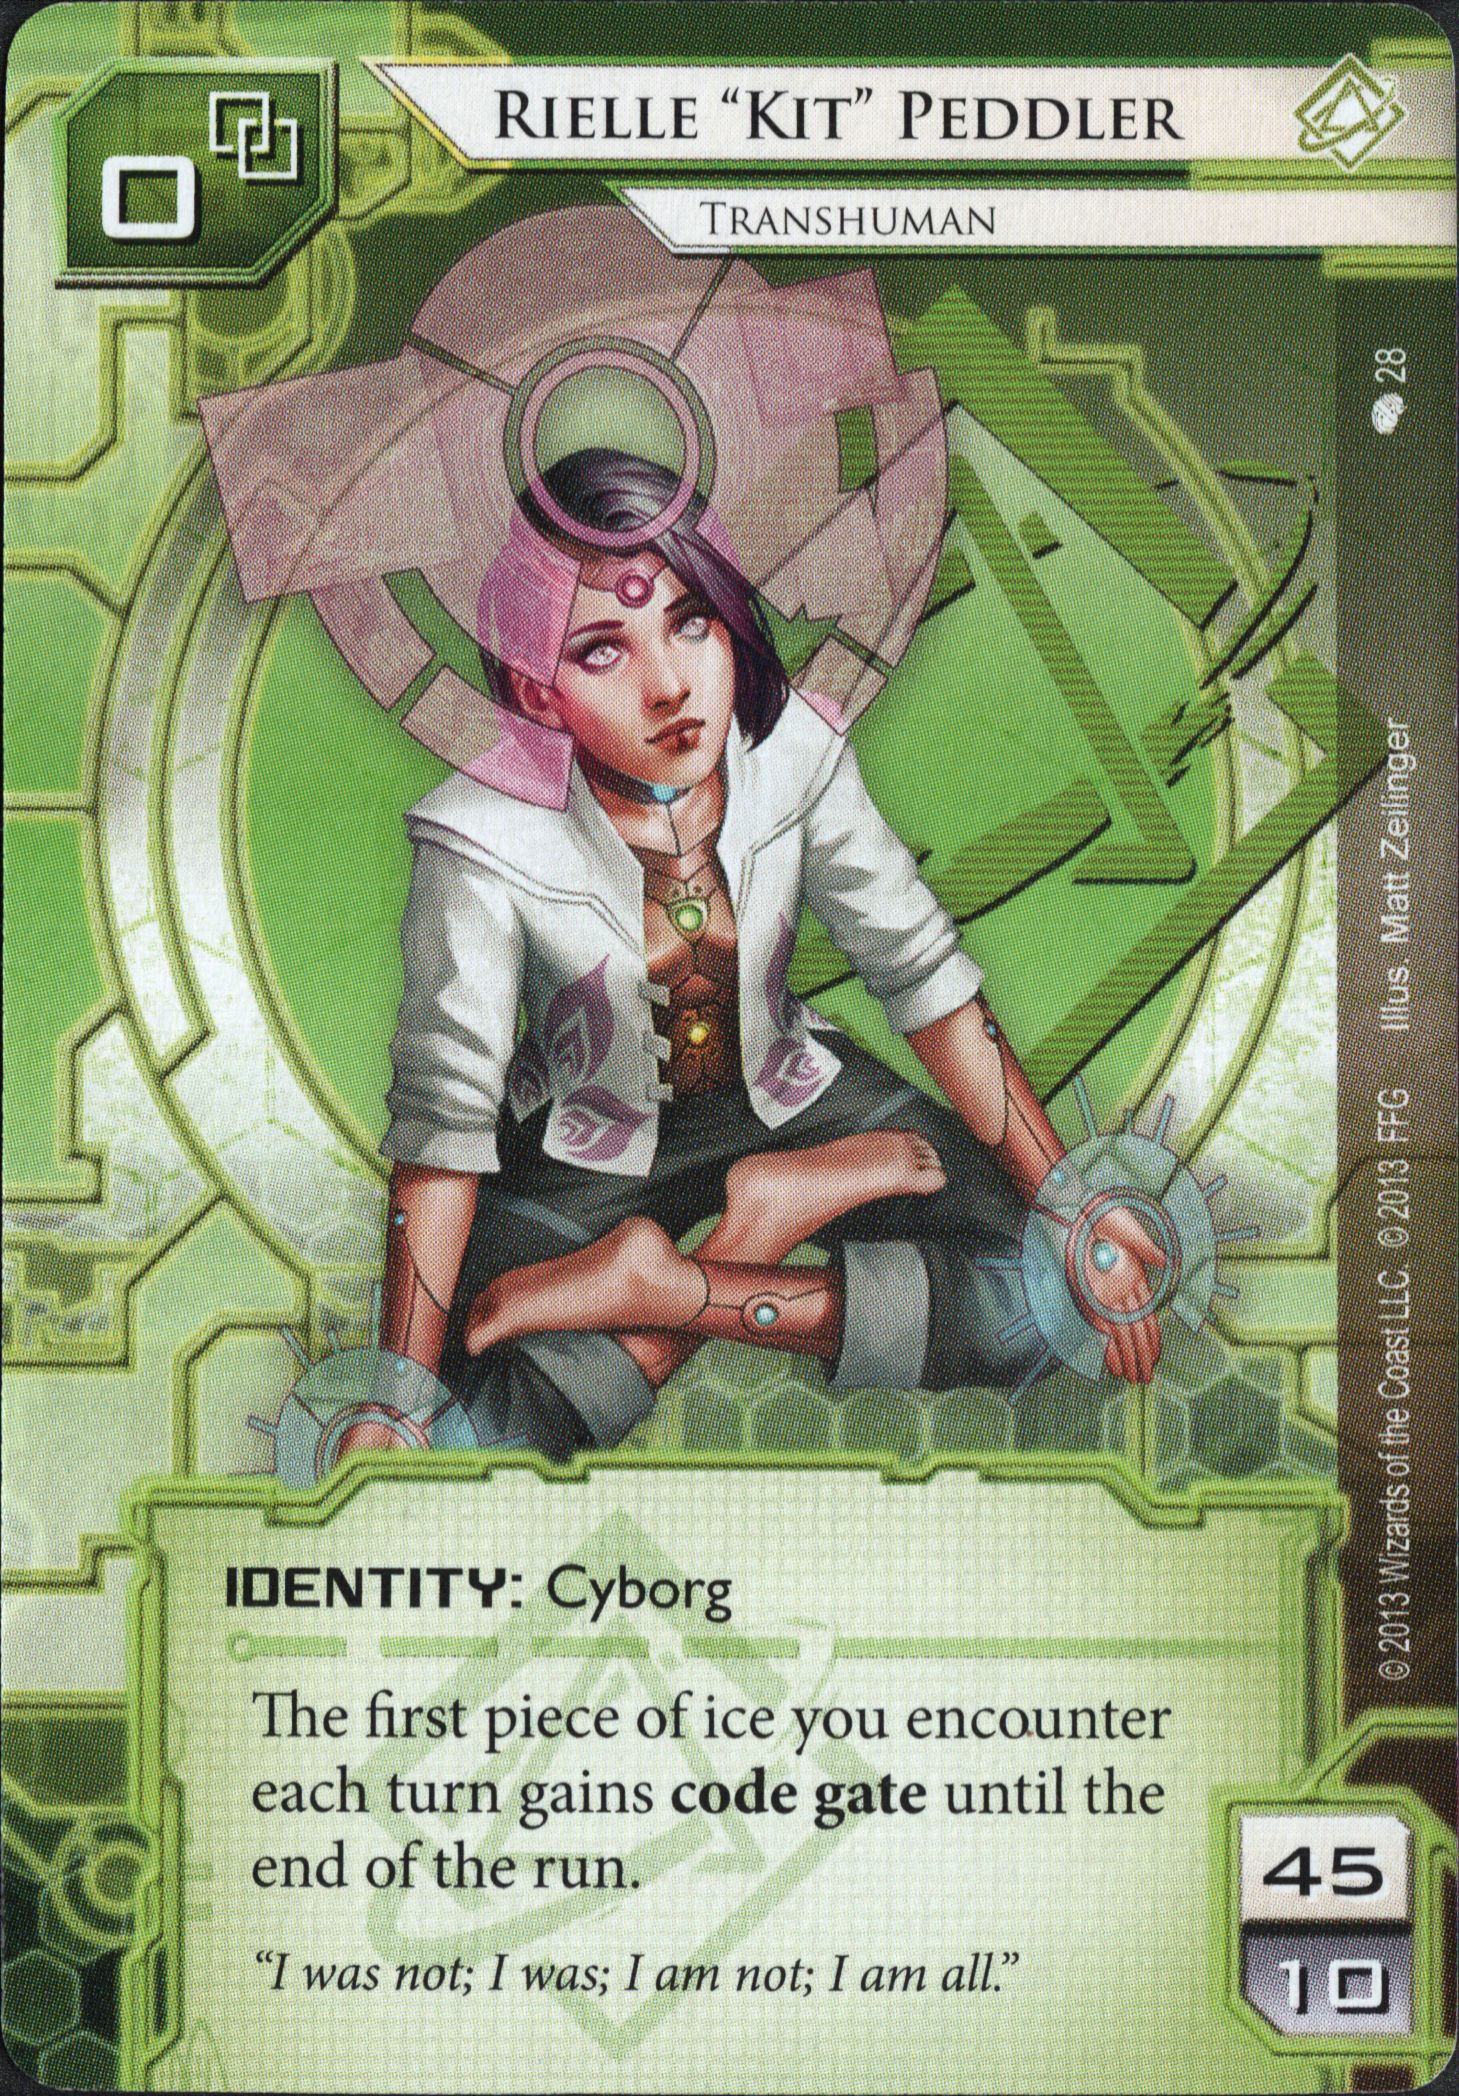 0
RIELLE “KIT” PEDDLER
TRANSHUMAN
28
Illus. Matt Zeilinger
©2013 Wizards of the Coast LLC. ©2013 FFG
IDENTITY: Cyborg
The first piece of ice you encounter
each turn gains code gate until the
end of the run.
“I was not; I was; I am not; I am all.”
45
10